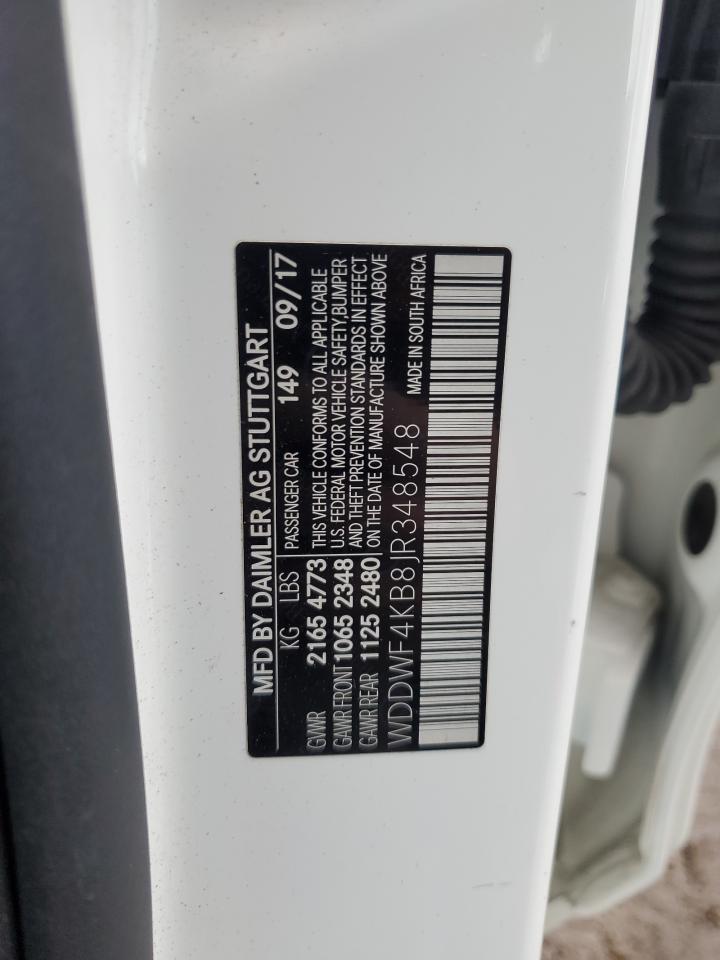 MFD BY DAIMLER AG STUTTGART
KG LBS PASSENGER CAR 149 09/17
GVWR 2165 4773 THIS VEHICLE CONFORMS TO ALL APPLICABLE
GAWR FRONT 1065 2348 U.S. FEDERAL MOTOR VEHICLE SAFETY, BUMPER
GAWR REAR 1125 2480 AND THEFT PREVENTION STANDARDS IN EFFECT
ON THE DATE OF MANUFACTURE SHOWN ABOVE
WDDWF4KB8JR348548 MADE IN SOUTH AFRICA